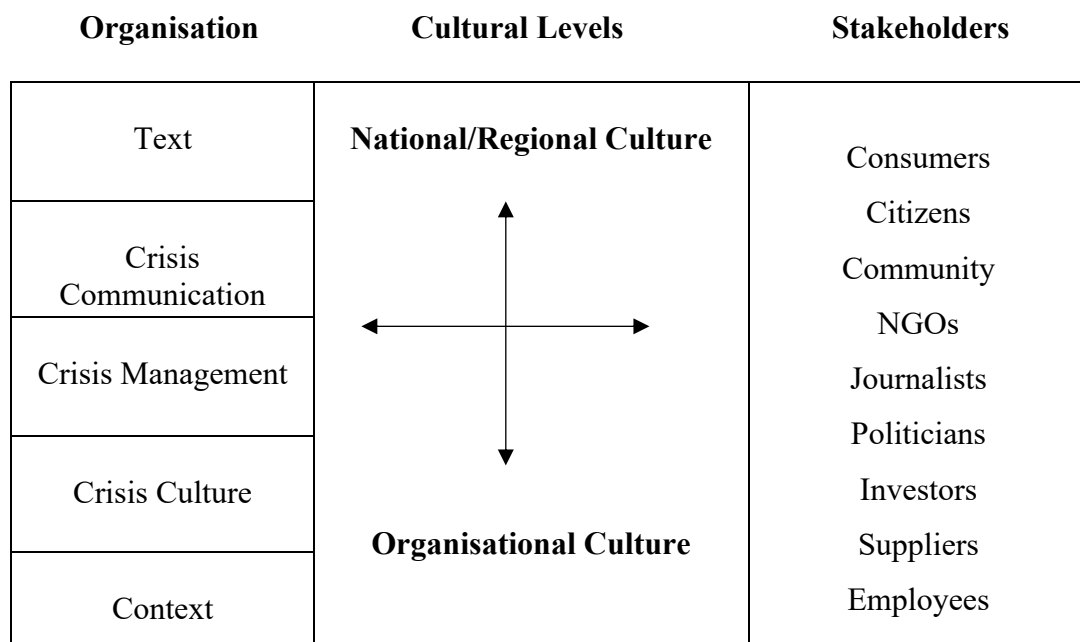 Organisation
Cultural Levels
Stakeholders
Text
Crisis
Communication
Crisis Management
Crisis Culture
Context
National/Regional Culture
Organisational Culture
Consumers
Citizens
Community
NGOs
Journalists
Politicians
Investors
Suppliers
Employees